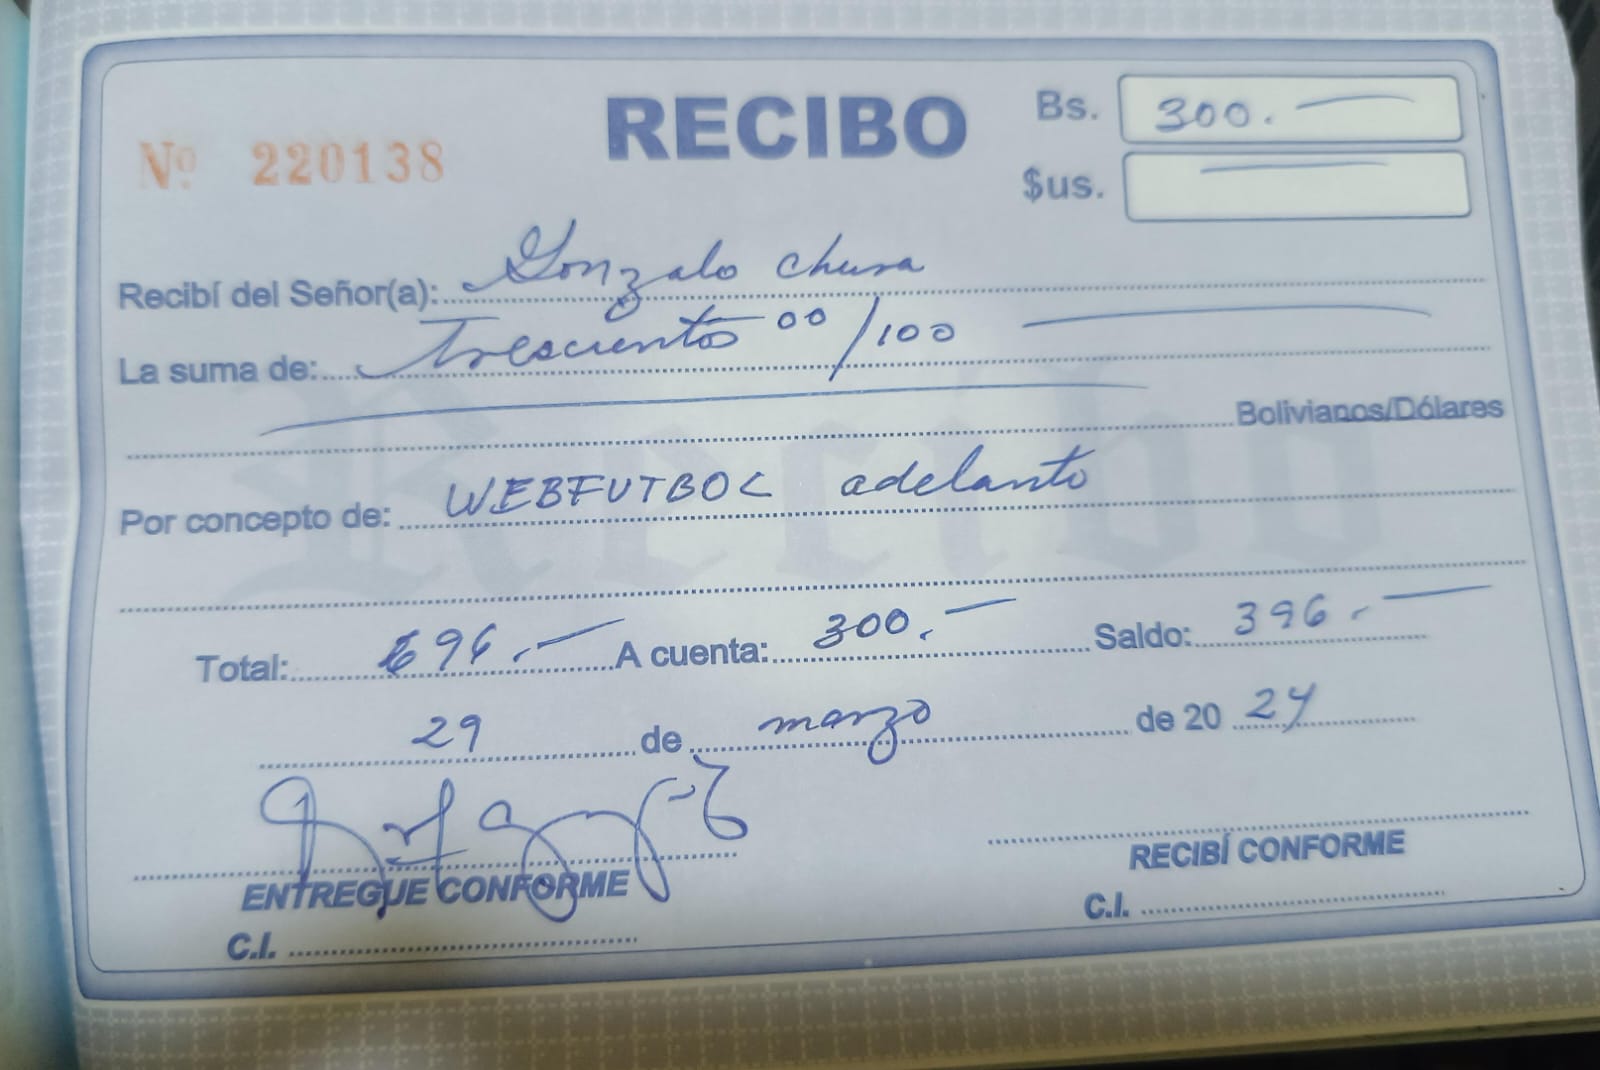 RECIBO
Nº 220138
Bs. 300.
$us.
Recibí del Señor(a): Gonzalo Chura
La suma de: Trescientos 00/100
Bolivianos/Dólares
Por concepto de: WEBFUTBOL adelanto
Total: 696.- A cuenta: 300.- Saldo: 396.-
29 de marzo de 2024
ENTREGUE CONFORME
RECIBÍ CONFORME
C.I.
C.I.
Recibo